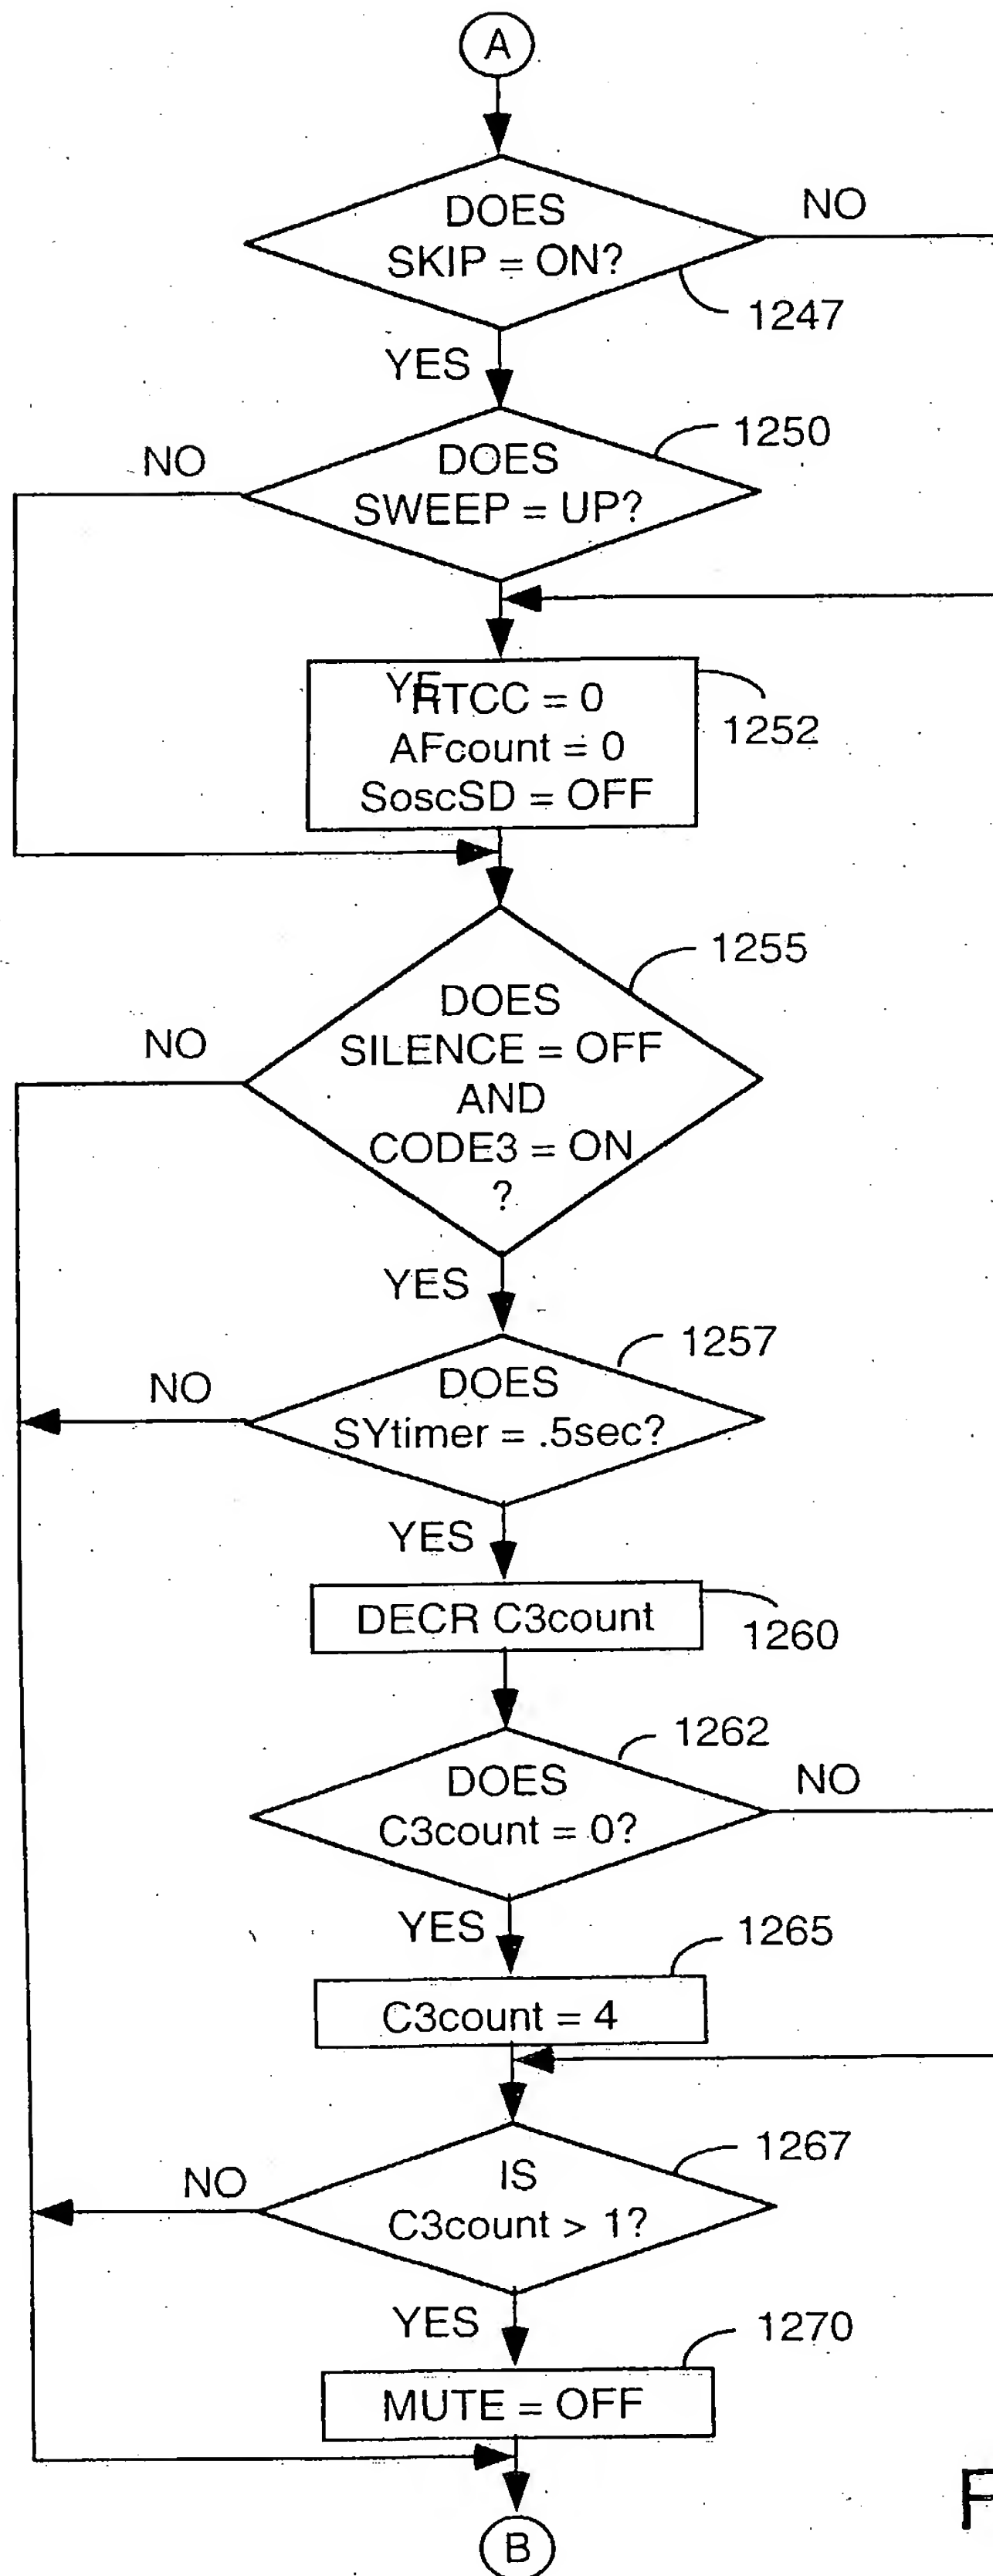 A
DOES
SKIP = ON?
NO
1247
YES
1250
NO
DOES
SWEEP = UP?
YE
RTCC = 0
1252
AFcount = 0
SoscSD = OFF
1255
DOES
SILENCE = OFF
NO
AND
CODE3 = ON
?
YES
1257
DOES
NO
SYtimer = .5sec?
YES
DECR C3count
1260
1262
DOES
NO
C3count = 0?
YES
1265
C3count = 4
1267
IS
NO
C3count > 1?
YES
1270
MUTE = OFF
F
B